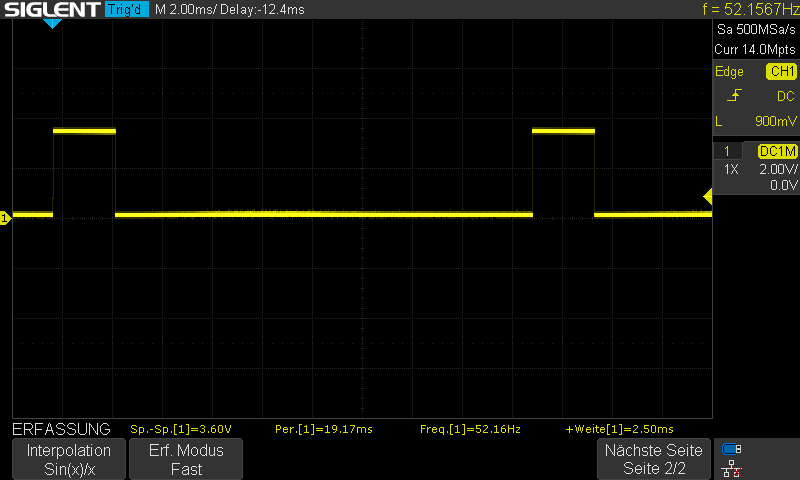 SIGLENT Trig'd M 2.00ms/ Delay:-12.4ms f = 52.1567Hz
Sa 500MSa/s
Curr 14.0Mpts
Edge CH1
DC
L 900mV
1 DC1M
1X 2.00V/
0.0V
1
ERFASSUNG Sp.-Sp.[1]=3.60V Per.[1]=19.17ms Freq.[1]=52.16Hz +Weite[1]=2.50ms
Interpolation
Sin(x)/x
Erf. Modus
Fast
Nächste Seite
Seite 2/2